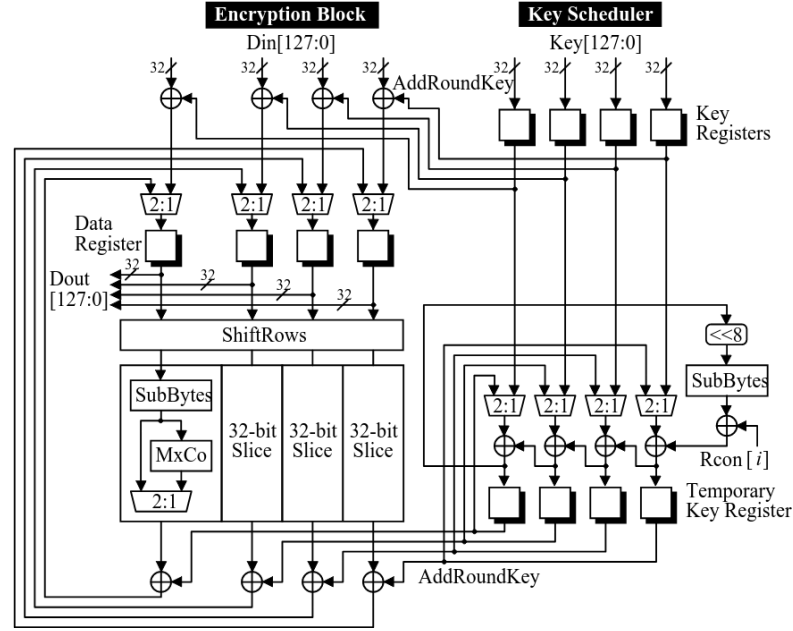 Encryption Block
Key Scheduler
Din[127:0]
Key[127:0]
32 32 32 32 32 32 32 32
AddRoundKey
Key
Registers
2:1 2:1 2:1 2:1
Data
Register
32
32
32
32
Dout
[127:0]
ShiftRows
<<8
SubBytes
SubBytes
2:1 2:1 2:1 2:1
32-bit
Slice
32-bit
Slice
32-bit
Slice
MxCo
Rcon [i]
2:1
Temporary
Key Register
AddRoundKey